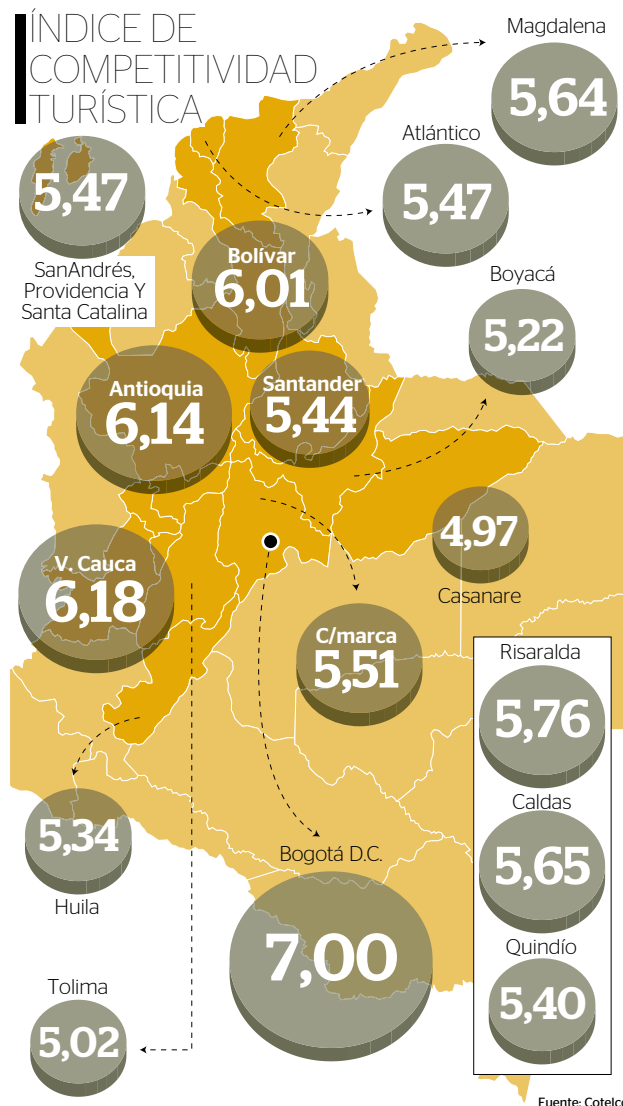 ÍNDICE DE
COMPETITIVIDAD
TURÍSTICA
Magdalena
5,64
Atlántico
5,47
5,47
SanAndrés,
Providencia Y
Santa Catalina
Bolívar
6,01
Boyacá
5,22
Antioquia
6,14
Santander
5,44
4,97
Casanare
V. Cauca
6,18
C/marca
5,51
Risaralda
5,76
Caldas
5,65
Quindío
5,40
5,34
Huila
Bogotá D.C.
7,00
Tolima
5,02
Fuente: Cotelco